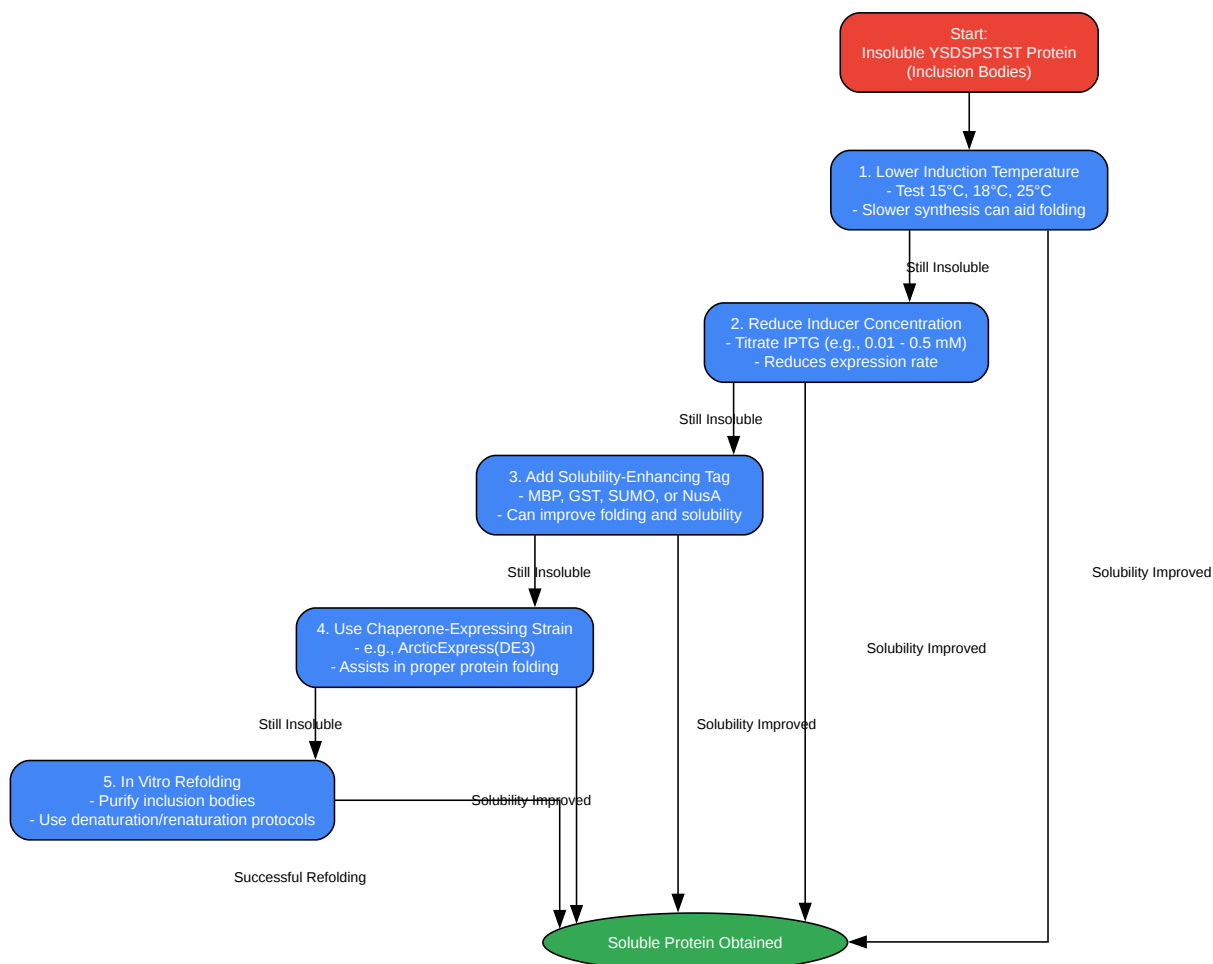 Start:
Insoluble YSDSPSTST Protein
(Inclusion Bodies)
1. Lower Induction Temperature
- Test 15°C, 18°C, 25°C
- Slower synthesis can aid folding
Still Insoluble
2. Reduce Inducer Concentration
- Titrate IPTG (e.g., 0.01 - 0.5 mM)
- Reduces expression rate
Still Insoluble
3. Add Solubility-Enhancing Tag
- MBP, GST, SUMO, or NusA
- Can improve folding and solubility
Still Insoluble
Solubility Improved
4. Use Chaperone-Expressing Strain
- e.g., ArcticExpress(DE3)
- Assists in proper protein folding
Solubility Improved
Still Insoluble
Solubility Improved
5. In Vitro Refolding
- Purify inclusion bodies
- Use denaturation/renaturation protocols
Solubility Improved
Successful Refolding
Soluble Protein Obtained